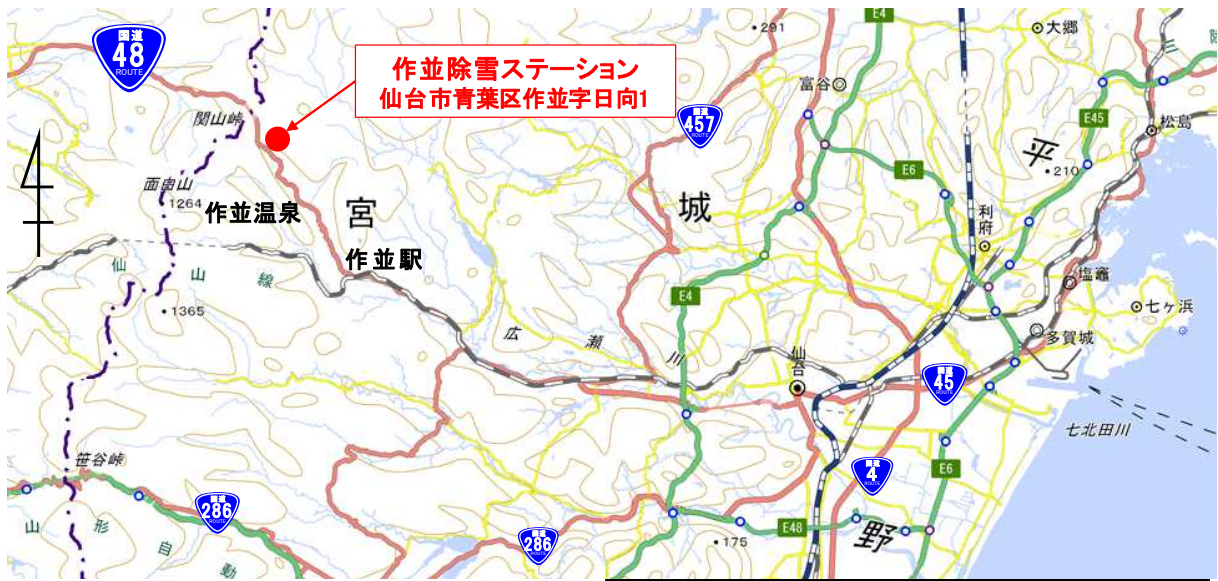 国道
48
ROUTE
作並除雪ステーション
仙台市青葉区作並字日向1
関山峠
面白山
1264
作並温泉
宮
作並駅
仙山線
1365
笹谷峠
国道
286
ROUTE
山形自動
国道
286
ROUTE
広瀬川
291
富谷
大郷
国道
457
ROUTE
城
E4
E4
E6
E45
松島
平
210
利府
塩竈
七ヶ浜
多賀城
仙台
国道
45
ROUTE
七北田川
国道
4
ROUTE
E6
E48
175
野